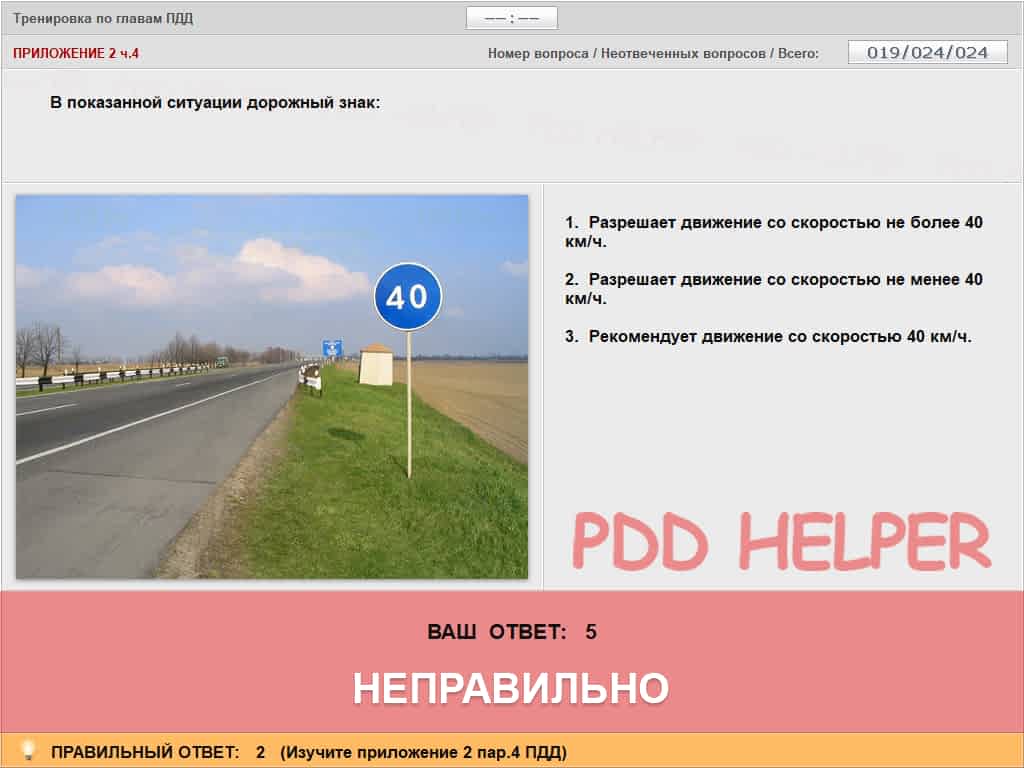 Тренировка по главам ПДД
–– : ––
ПРИЛОЖЕНИЕ 2 ч.4
Номер вопроса / Неотвеченных вопросов / Всего:
019/024/024
В показанной ситуации дорожный знак:
40
1. Разрешает движение со скоростью не более 40
км/ч.
2. Разрешает движение со скоростью не менее 40
км/ч.
3. Рекомендует движение со скоростью 40 км/ч.
PDD HELPER
ВАШ ОТВЕТ: 5
НЕПРАВИЛЬНО
ПРАВИЛЬНЫЙ ОТВЕТ: 2 (Изучите приложение 2 пар.4 ПДД)